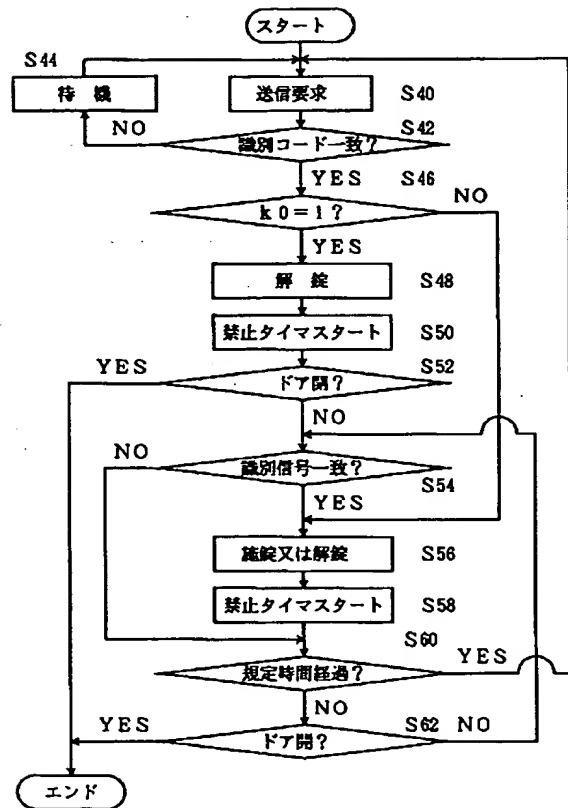 スタート
S44
待機
送信要求
S40
NO
S42
識別コード一致?
YES
S46
NO
k0=1?
YES
解錠
S48
禁止タイマスタート
S50
YES
S52
ドア開?
NO
NO
識別信号一致?
S54
YES
施錠又は解錠
S56
禁止タイマスタート
S58
S60
規定時間経過?
YES
NO
YES
S62
NO
ドア開?
エンド